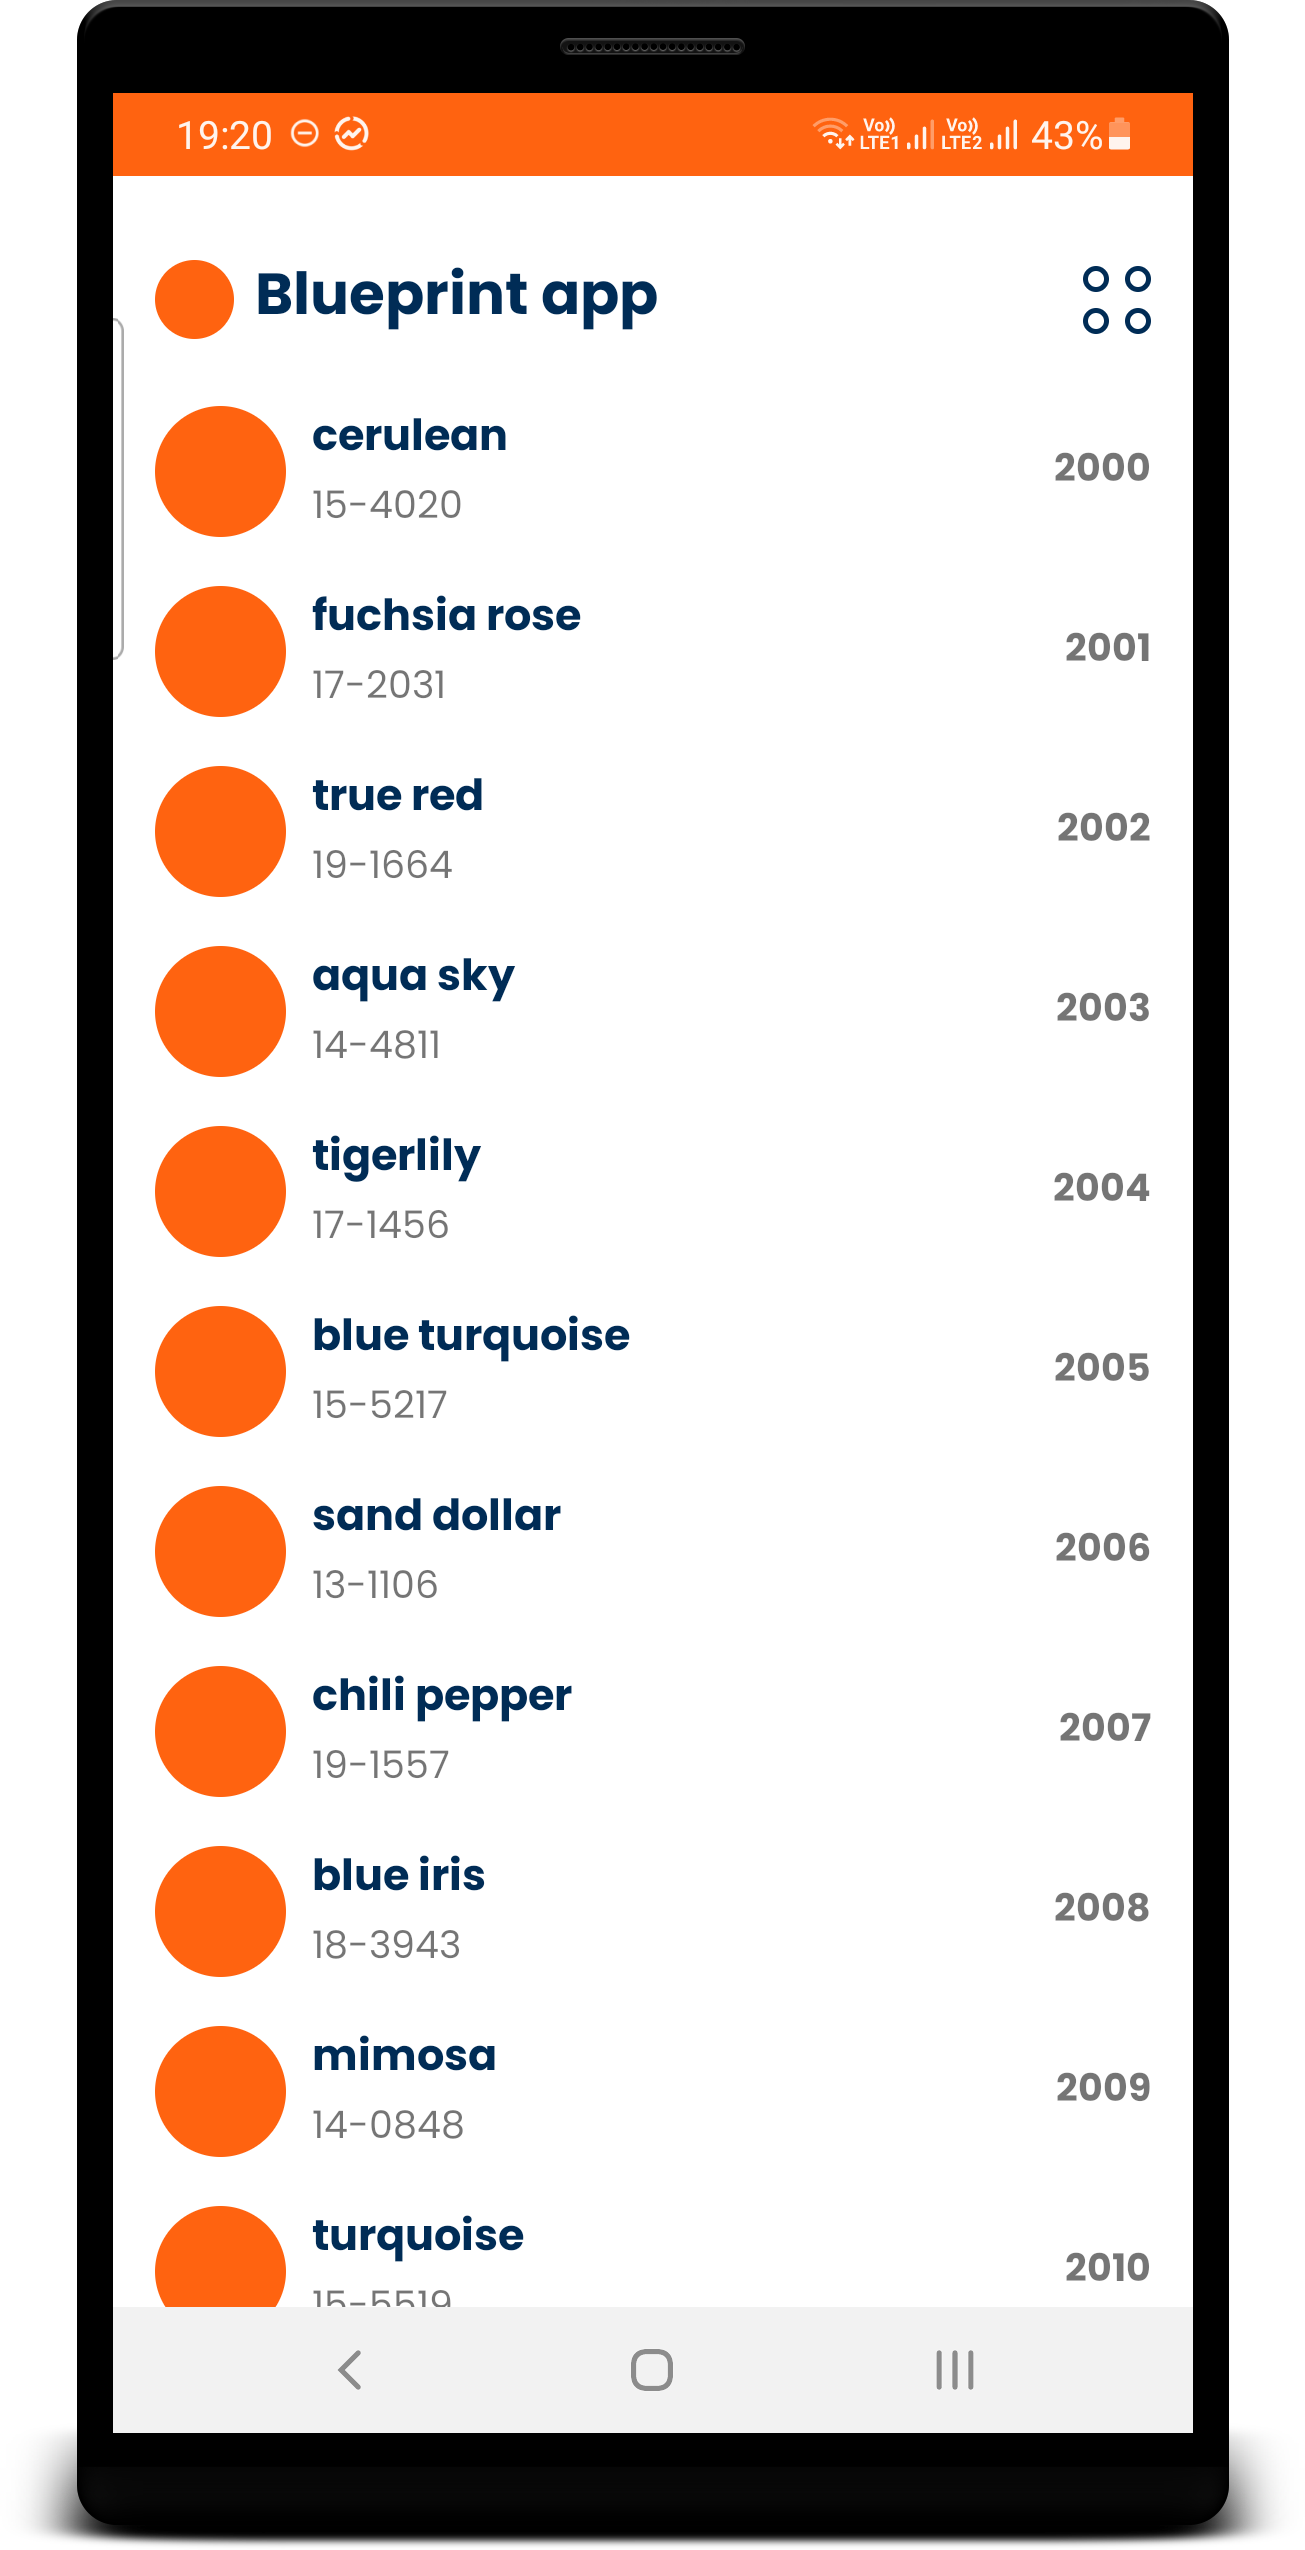 19:20 Vo)) LTE1 Vo)) LTE2 43%
Blueprint app
cerulean
15-4020
2000
fuchsia rose
17-2031
2001
true red
19-1664
2002
aqua sky
14-4811
2003
tigerlily
17-1456
2004
blue turquoise
15-5217
2005
sand dollar
13-1106
2006
chili pepper
19-1557
2007
blue iris
18-3943
2008
mimosa
14-0848
2009
turquoise
15-5519
2010